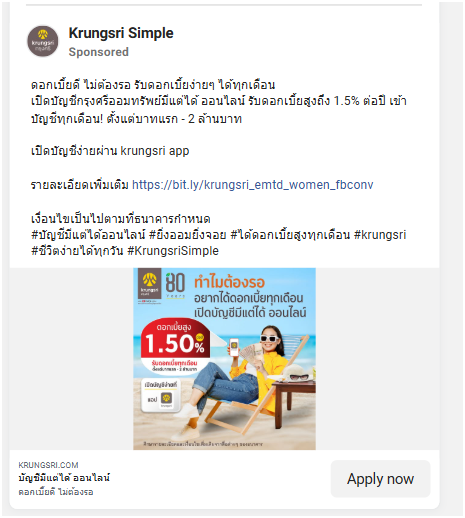 Krungsri Simple
Sponsored
ดอกเบี้ยดี ไม่ต้องรอ รับดอกเบี้ยง่ายๆ ได้ทุกเดือน
เปิดบัญชีกรุงศรีออมทรัพย์มีแต่ได้ ออนไลน์ รับดอกเบี้ยสูงถึง 1.5% ต่อปี เข้า
บัญชีทุกเดือน! ตั้งแต่บาทแรก - 2 ล้านบาท
เปิดบัญชีง่ายผ่าน krungsri app
รายละเอียดเพิ่มเติม https://bit.ly/krungsri_emtd_women_fbconv
เงื่อนไขเป็นไปตามที่ธนาคารกำหนด
#บัญชีมีแต่ได้ออนไลน์ #ยิ่งออมยิ่งจอย #ได้ดอกเบี้ยสูงทุกเดือน #krungsri
#ชีวิตง่ายได้ทุกวัน #KrungsriSimple
krungsri
กรุงศรี
80
YEARS
ทำไมต้องรอ
อยากได้ดอกเบี้ยทุกเดือน
เปิดบัญชีมีแต่ได้ ออนไลน์
ดอกเบี้ยสูง
1.50%
รับดอกเบี้ยทุกเดือน
ตั้งแต่บาทแรก - 2 ล้านบาท
เปิดบัญชีง่ายที่
แอป
krungsri
KRUNGSRI.COM
บัญชีมีแต่ได้ ออนไลน์
ดอกเบี้ยดี ไม่ต้องรอ
Apply now